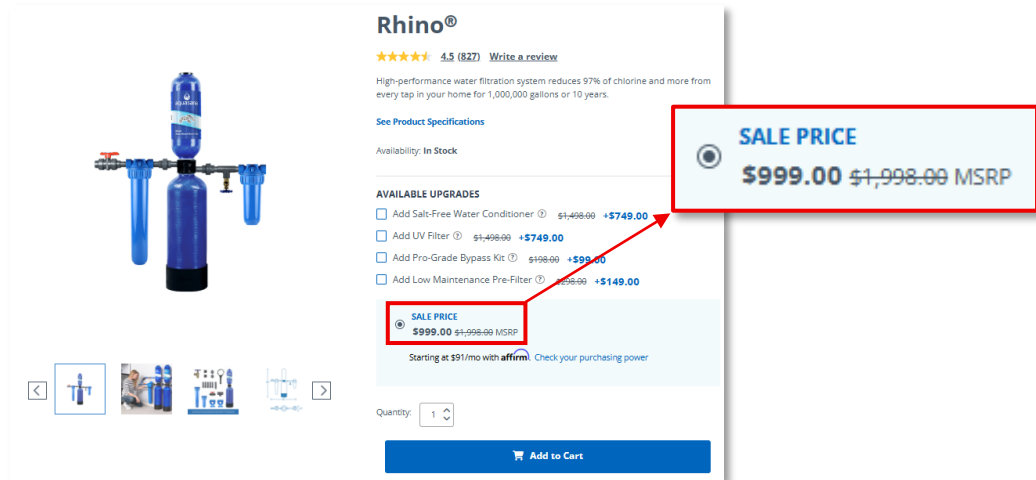 Rhino®
4.5 (827) Write a review
High-performance water filtration system reduces 97% of chlorine and more from
every tap in your home for 1,000,000 gallons or 10 years.
See Product Specifications
Availability: In Stock
AVAILABLE UPGRADES
Add Salt-Free Water Conditioner ? $1,498.00 +$749.00
Add UV Filter ? $1,498.00 +$749.00
Add Pro-Grade Bypass Kit ? $198.00 +$99.00
Add Low Maintenance Pre-Filter ? $298.00 +$149.00
SALE PRICE
$999.00 $1,998.00 MSRP
Starting at $91/mo with affirm Check your purchasing power
Quantity: 1
Add to Cart
SALE PRICE
$999.00 $1,998.00 MSRP
aquasana